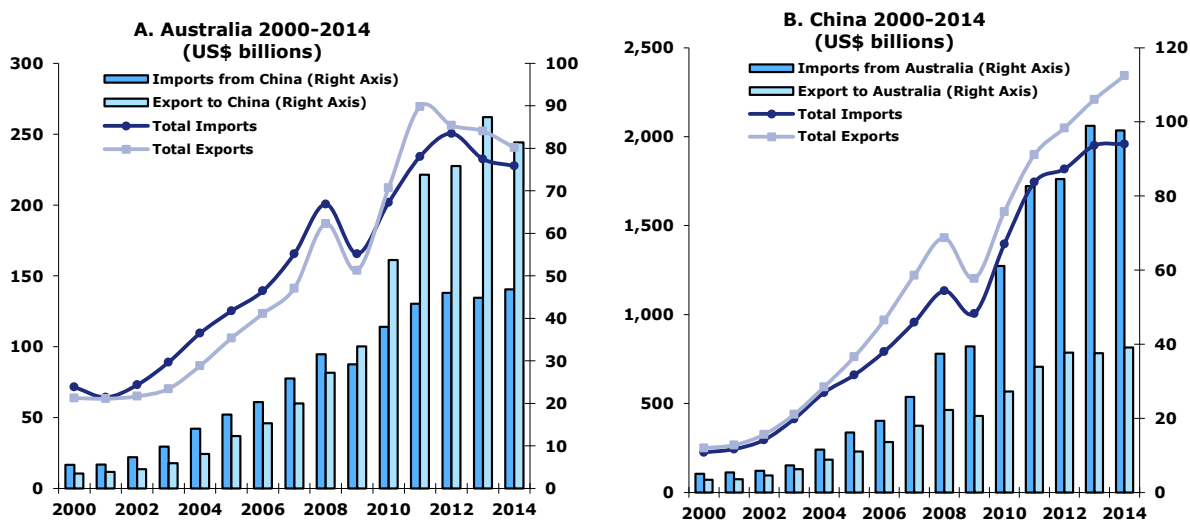 A. Australia 2000-2014
(US$ billions)
300
250
200
150
100
50
0
100
90
80
70
60
50
40
30
20
10
0
Imports from China (Right Axis)
Export to China (Right Axis)
Total Imports
Total Exports
2000 2002 2004 2006 2008 2010 2012 2014
B. China 2000-2014
(US$ billions)
2,500
2,000
1,500
1,000
500
0
120
100
80
60
40
20
0
Imports from Australia (Right Axis)
Export to Australia (Right Axis)
Total Imports
Total Exports
2000 2002 2004 2006 2008 2010 2012 2014